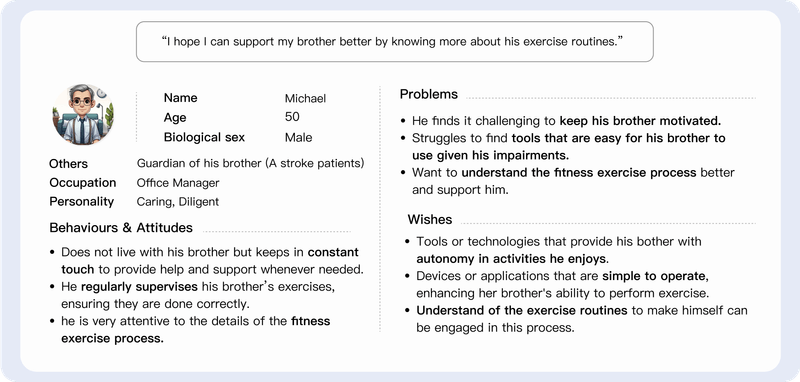 “I hope I can support my brother better by knowing more about his exercise routines.”
Name Michael
Age 50
Biological sex Male
Others Guardian of his brother (A stroke patients)
Occupation Office Manager
Personality Caring, Diligent
Behaviours & Attitudes
• Does not live with his brother but keeps in constant
touch to provide help and support whenever needed.
• He regularly supervises his brother’s exercises,
ensuring they are done correctly.
• he is very attentive to the details of the fitness
exercise process.
Problems
• He finds it challenging to keep his brother motivated.
• Struggles to find tools that are easy for his brother to
use given his impairments.
• Want to understand the fitness exercise process better
and support him.
Wishes
• Tools or technologies that provide his bother with
autonomy in activities he enjoys.
• Devices or applications that are simple to operate,
enhancing her brother's ability to perform exercise.
• Understand of the exercise routines to make himself can
be engaged in this process.